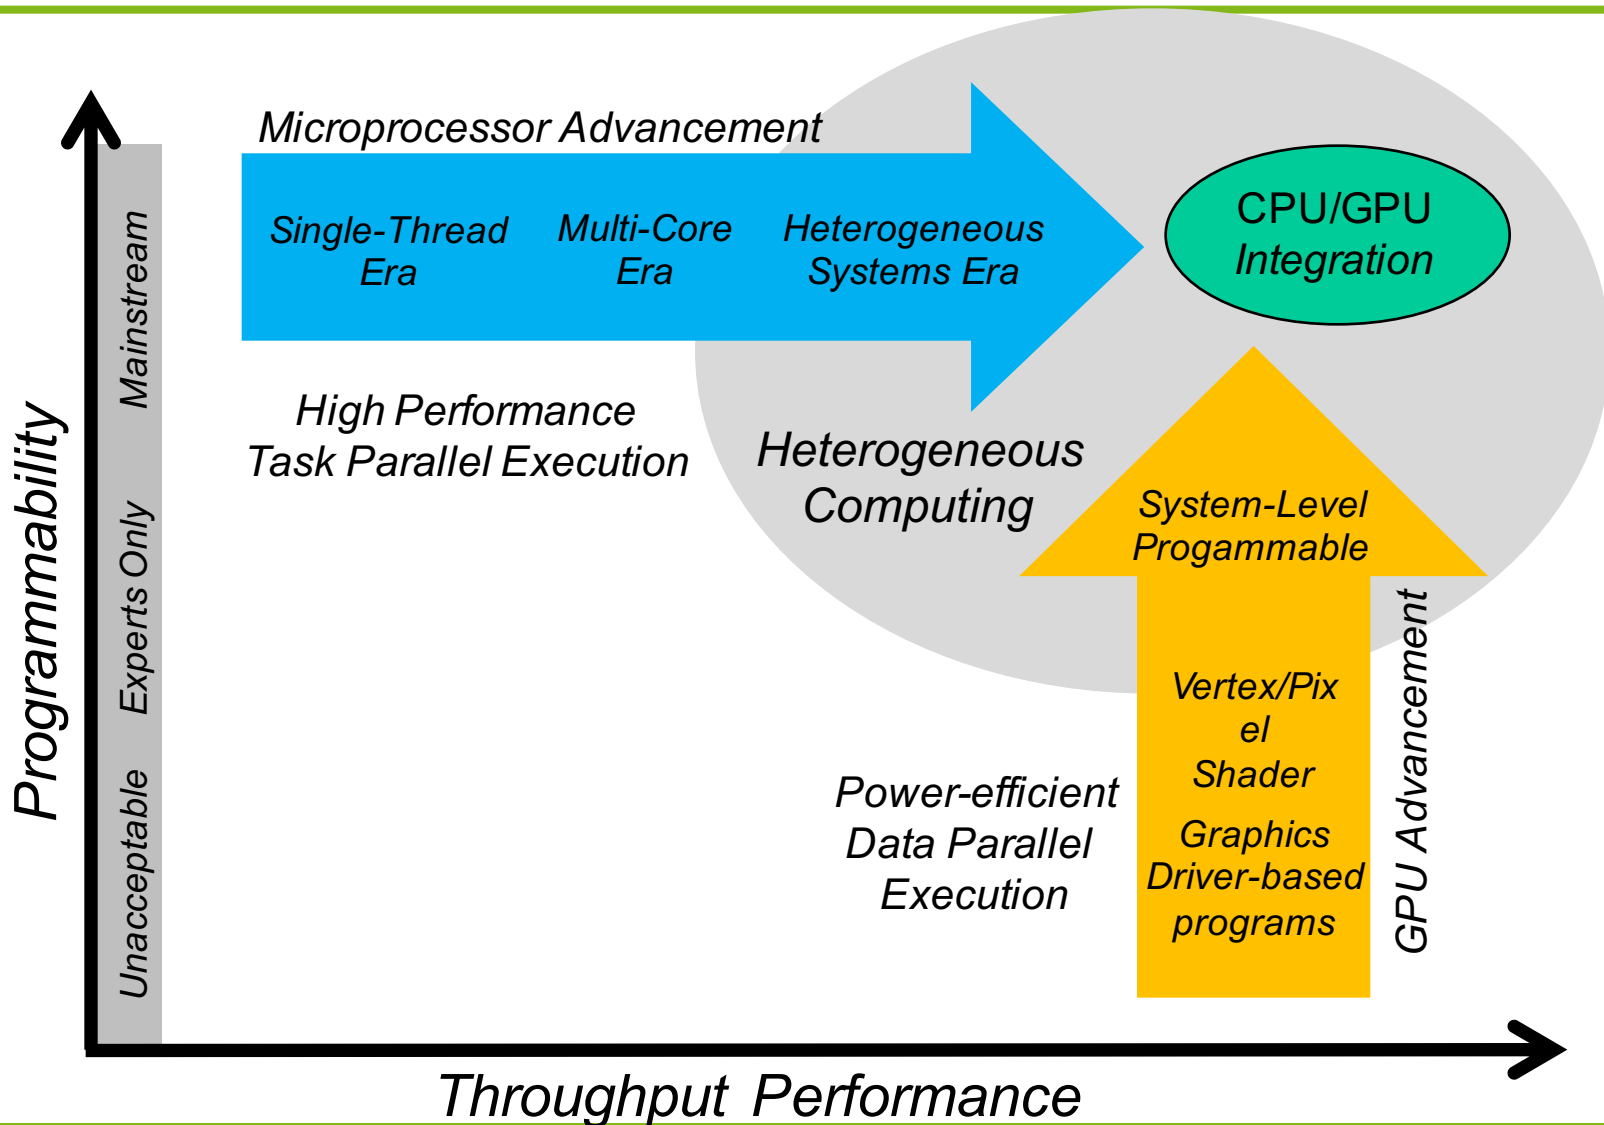 Microprocessor Advancement
Single-Thread
Era
Multi-Core
Era
Heterogeneous
Systems Era
CPU/GPU
Integration
High Performance
Task Parallel Execution
Heterogeneous
Computing
System-Level
Progammable
Vertex/Pix
el
Shader
Graphics
Driver-based
programs
Power-efficient
Data Parallel
Execution
GPU Advancement
Programmability
Mainstream
Experts Only
Unacceptable
Throughput Performance